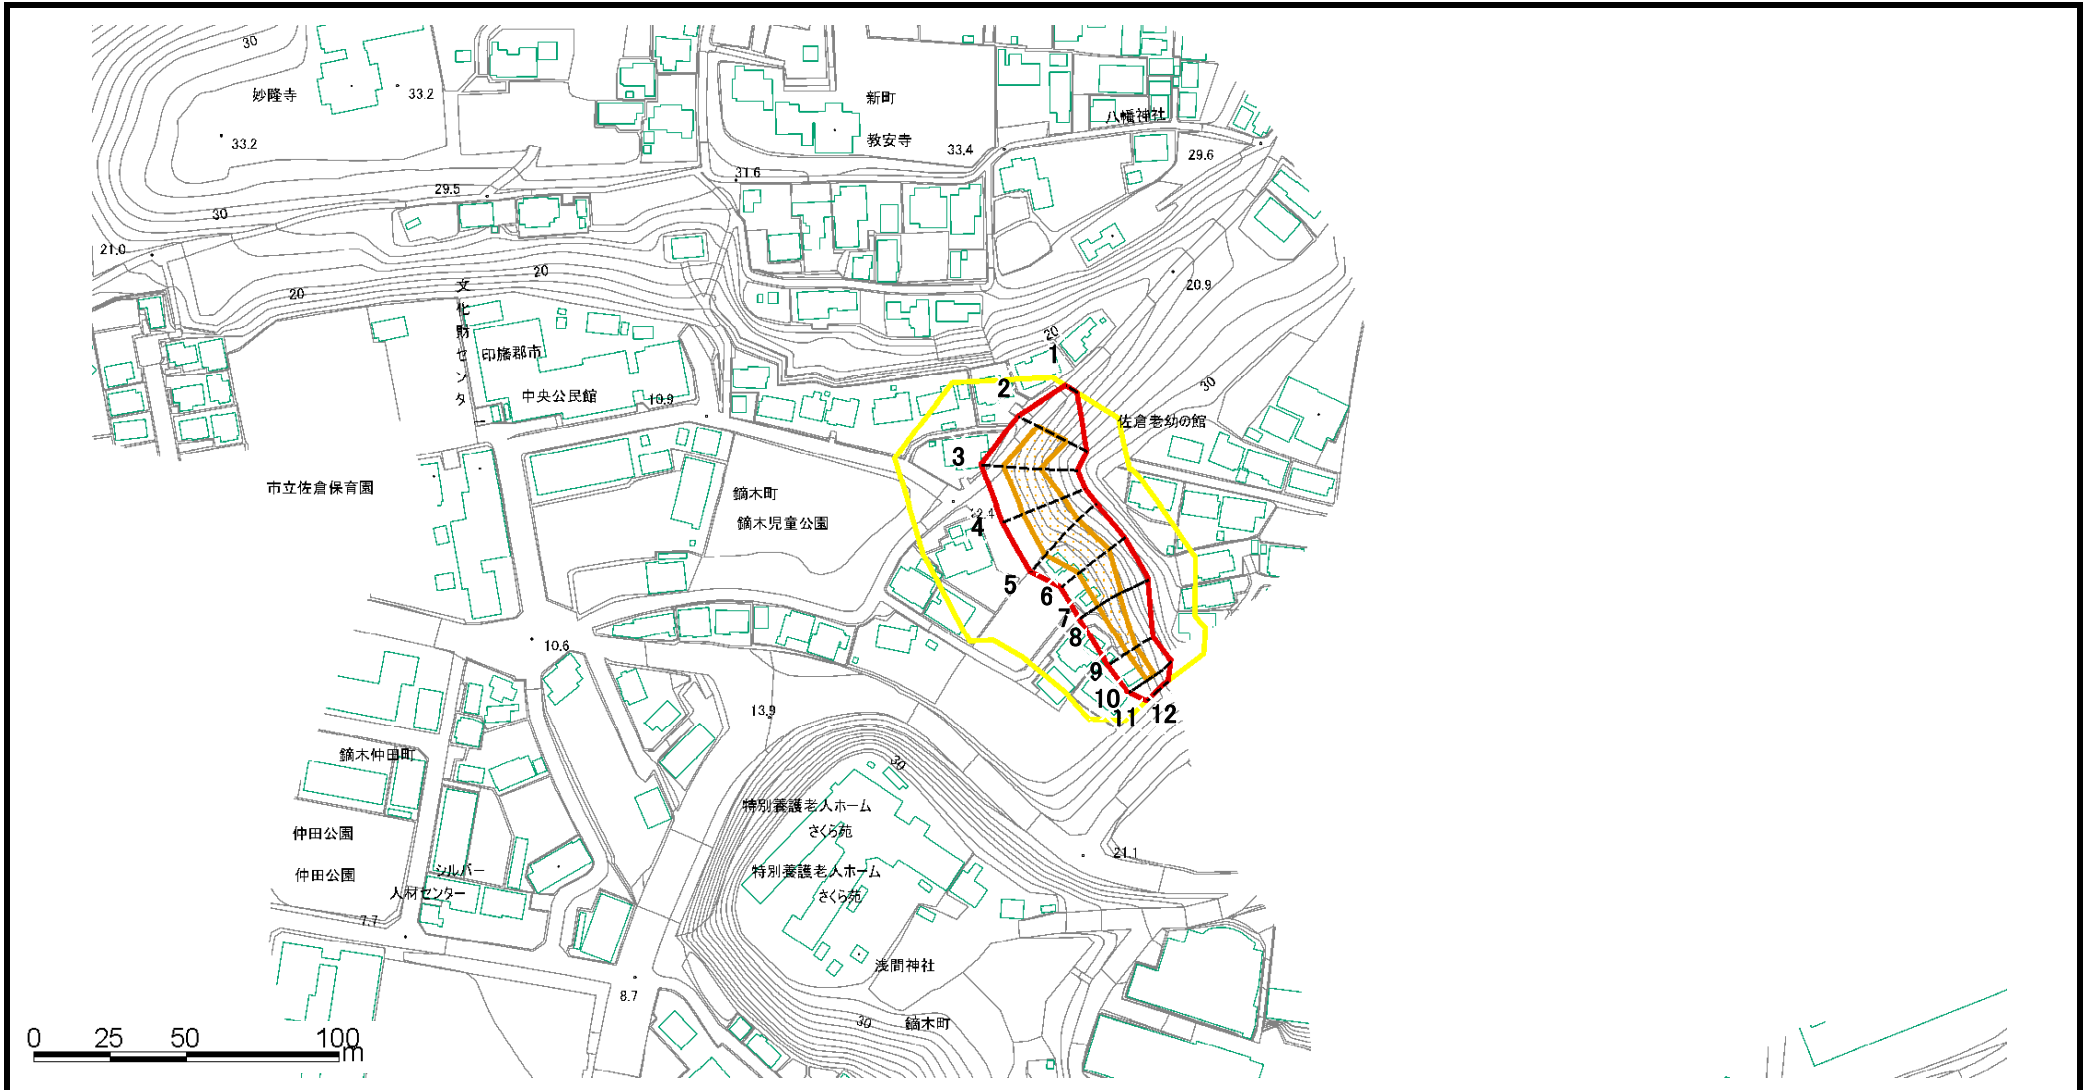 30
妙隆寺
33.2
33.2
新町
教安寺
33.4
八幡神社
29.6
31.6
29.5
30
21.0
20
20
20.9
文化財センタ
印旛郡市
中央公民館
10.9
20
1
2
30
佐倉老幼の館
3
市立佐倉保育園
鏑木町
鏑木児童公園
4
5
6
7
8
9
10
11
12
10.6
13.9
鏑木仲田町
30
特別養護老人ホーム
さくら苑
仲田公園
特別養護老人ホーム
さくら苑
仲田公園
シルバー
人材センター
21.1
7.7
浅間神社
8.7
30
鏑木町
0 25 50 100
m